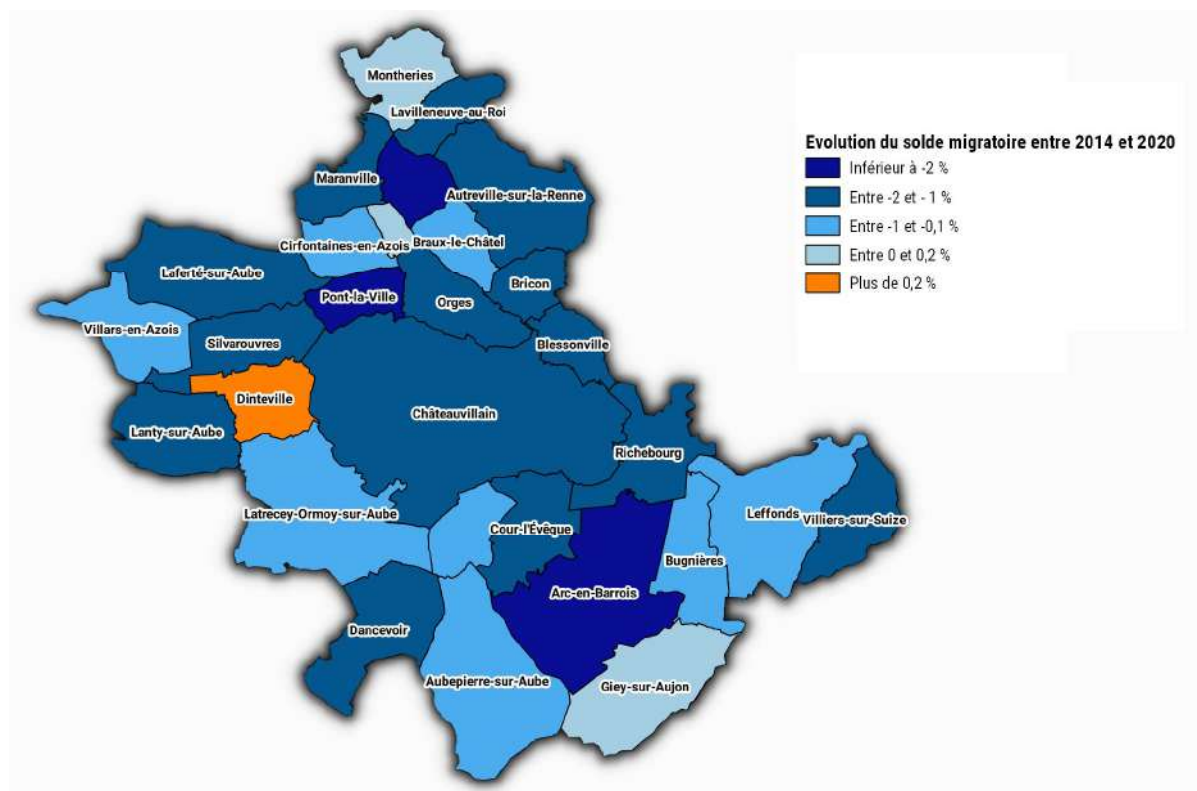 Montheries
Lavilleneuve-au-Roi
Maranville
Autreville-sur-la-Renne
Cirfontaines-en-Azois
Braux-le-Châtel
Laferté-sur-Aube
Bricon
Pont-la-Ville
Orges
Villars-en-Azois
Silvarouvres
Blessonville
Dinteville
Châteauvillain
Lanty-sur-Aube
Richebourg
Latrecey-Ormoy-sur-Aube
Leffonds
Villiers-sur-Suize
Cour-l'Évêque
Bugnières
Arc-en-Barrois
Dancevoir
Aubepierre-sur-Aube
Giey-sur-Aujon
Evolution du solde migratoire entre 2014 et 2020
Inférieur à -2 %
Entre -2 et - 1 %
Entre -1 et -0,1 %
Entre 0 et 0,2 %
Plus de 0,2 %